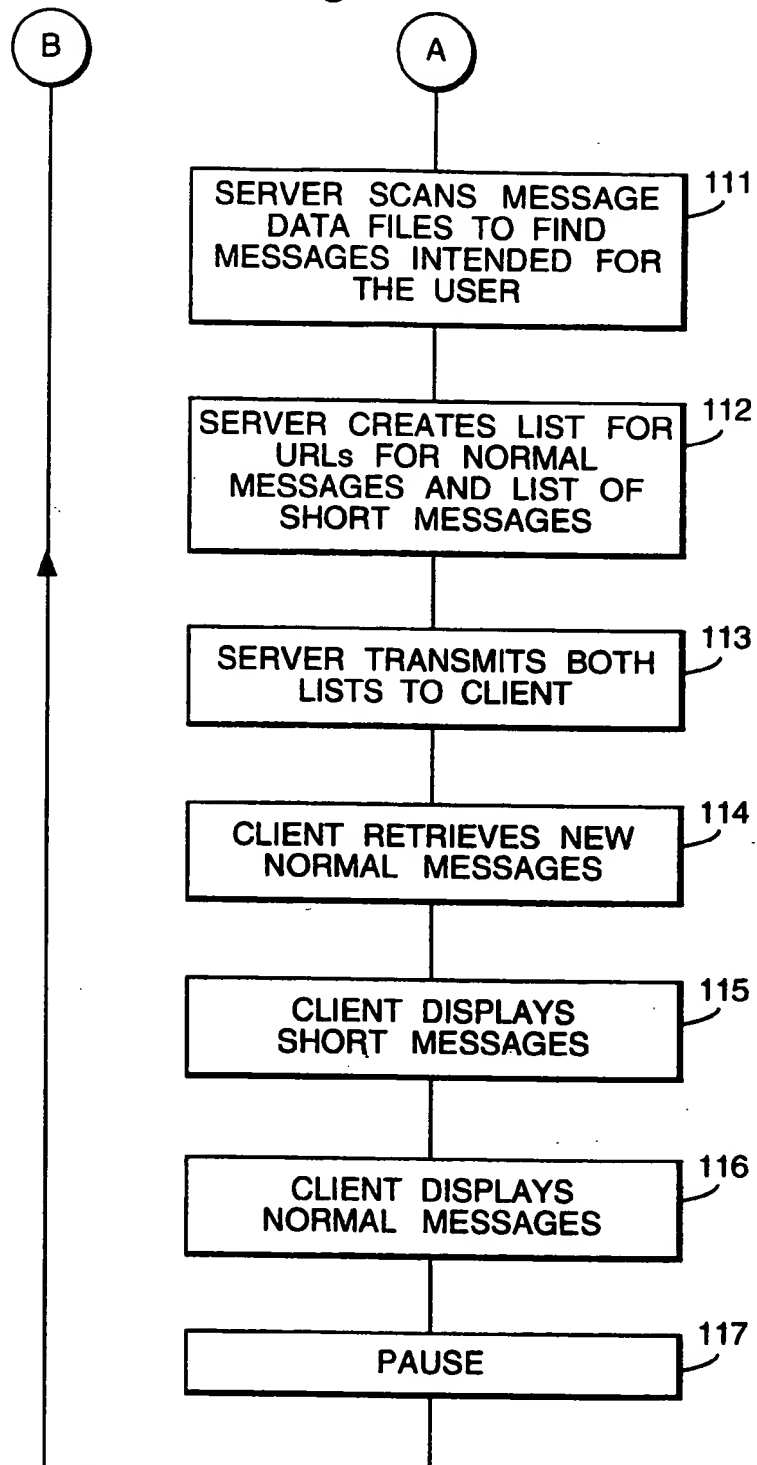 B
A
SERVER SCANS MESSAGE
DATA FILES TO FIND
MESSAGES INTENDED FOR
THE USER
111
SERVER CREATES LIST FOR
URLs FOR NORMAL
MESSAGES AND LIST OF
SHORT MESSAGES
112
SERVER TRANSMITS BOTH
LISTS TO CLIENT
113
CLIENT RETRIEVES NEW
NORMAL MESSAGES
114
CLIENT DISPLAYS
SHORT MESSAGES
115
CLIENT DISPLAYS
NORMAL MESSAGES
116
PAUSE
117